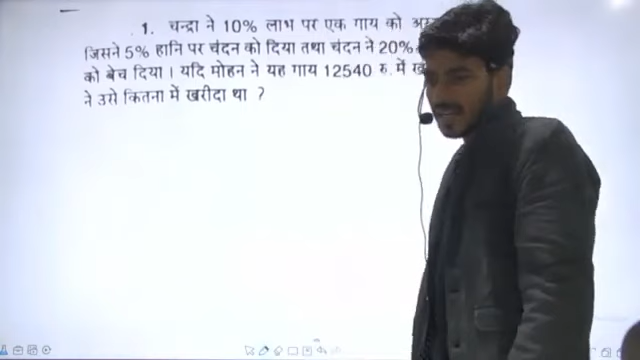 1. चन्द्रा ने 10% लाभ पर एक गाय को
जिसने 5% हानि पर चंदन को दिया तथा चंदन ने 20%
को बेच दिया । यदि मोहन ने यह गाय 12540 रु. में
ने उसे कितना में खरीदा था ?